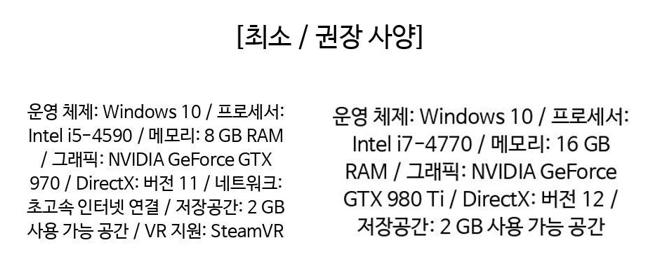 [최소 / 권장 사양]
운영 체제: Windows 10 / 프로세서:
Intel i5-4590 / 메모리: 8 GB RAM
/ 그래픽: NVIDIA GeForce GTX
970 / DirectX: 버전 11 / 네트워크:
초고속 인터넷 연결 / 저장공간: 2 GB
사용 가능 공간 / VR 지원: SteamVR
운영 체제: Windows 10 / 프로세서:
Intel i7-4770 / 메모리: 16 GB
RAM / 그래픽: NVIDIA GeForce
GTX 980 Ti / DirectX: 버전 12 /
저장공간: 2 GB 사용 가능 공간